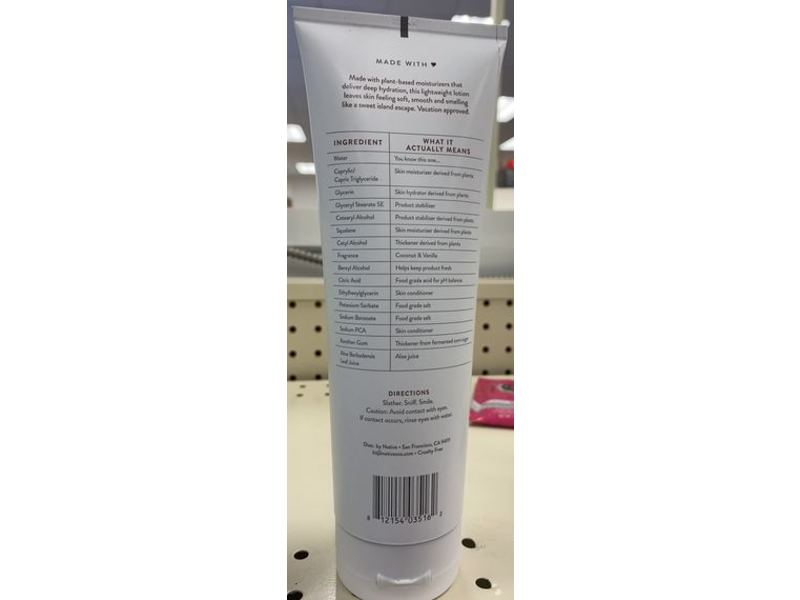 MADE WITH ♥
Made with plant-based moisturizers that
deliver deep hydration, this lightweight lotion
leaves skin feeling soft, smooth and smelling
like a sweet island escape. Vacation approved.
INGREDIENT
WHAT IT
ACTUALLY MEANS
Water
You know this one...
Caprylic/
Capric Triglyceride
Skin moisturizer derived from plants
Glycerin
Skin hydrator derived from plants
Glyceryl Stearate SE
Product stabilizer
Cetearyl Alcohol
Product stabilizer derived from plants
Squalane
Skin moisturizer derived from plants
Cetyl Alcohol
Thickener derived from plants
Fragrance
Coconut & Vanilla
Benzyl Alcohol
Helps keep product fresh
Citric Acid
Food grade acid for pH balance
Ethylhexylglycerin
Skin conditioner
Potassium Sorbate
Food grade salt
Sodium Benzoate
Food grade salt
Sodium PCA
Skin conditioner
Xanthan Gum
Thickener from fermented corn sugar
Aloe Barbadensis
Leaf Juice
Aloe juice
DIRECTIONS
Slather. Sniff. Smile.
Caution: Avoid contact with eyes.
If contact occurs, rinse eyes with water.
Dist. by Native • San Francisco, CA 94111
hi@nativecos.com • Cruelty Free
8 12154 03516 2